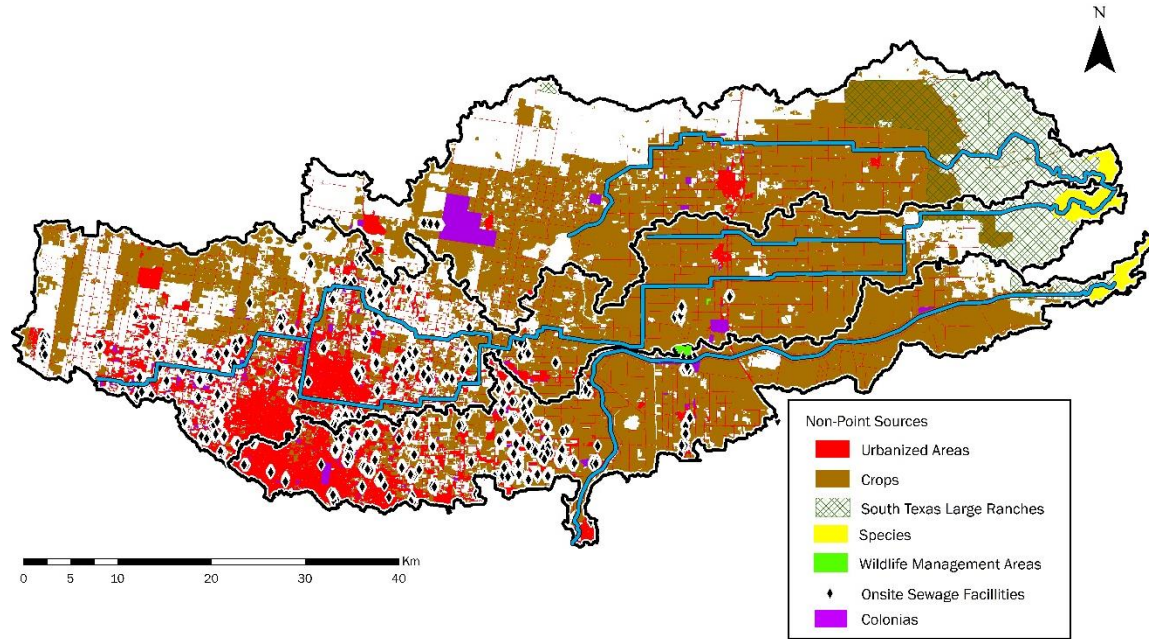 N
Non-Point Sources
Urbanized Areas
Crops
South Texas Large Ranches
Species
Wildlife Management Areas
Onsite Sewage Facillities
Colonias
Km
0 5 10 20 30 40